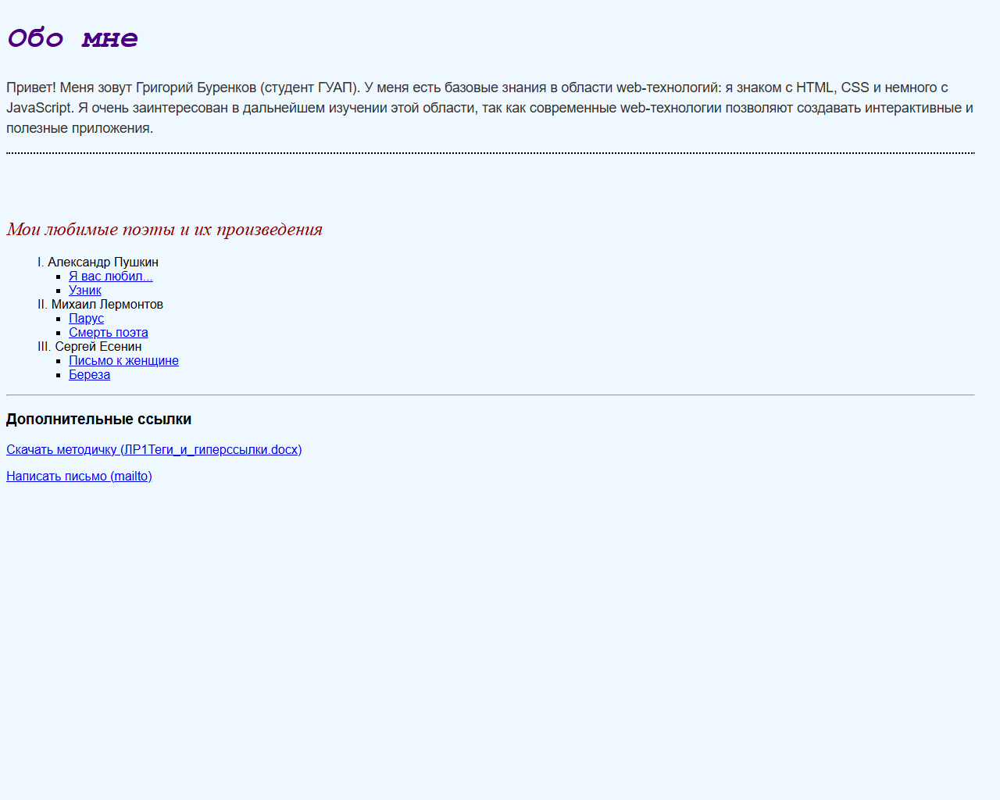 Обо мне
Привет! Меня зовут Григорий Буренков (студент ГУАП). У меня есть базовые знания в области web-технологий: я знаком с HTML, CSS и немного с
JavaScript. Я очень заинтересован в дальнейшем изучении этой области, так как современные web-технологии позволяют создавать интерактивные и
полезные приложения.
Мои любимые поэты и их произведения
I. Александр Пушкин
▪ Я вас любил...
▪ Узник
II. Михаил Лермонтов
▪ Парус
▪ Смерть поэта
III. Сергей Есенин
▪ Письмо к женщине
▪ Береза
Дополнительные ссылки
Скачать методичку (ЛР1Теги_и_гиперссылки.docx)
Написать письмо (mailto)